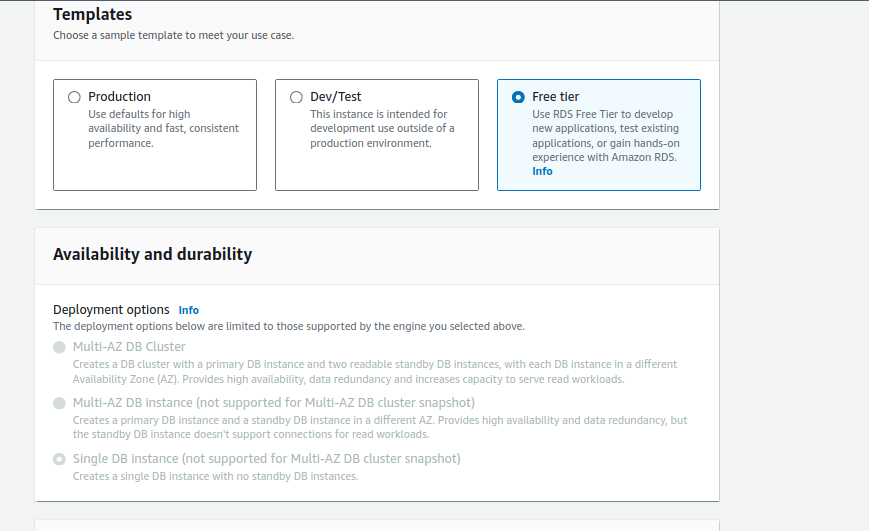 Templates
Choose a sample template to meet your use case.
Production
Use defaults for high
availability and fast, consistent
performance.
Dev/Test
This instance is intended for
development use outside of a
production environment.
Free tier
Use RDS Free Tier to develop
new applications, test existing
applications, or gain hands-on
experience with Amazon RDS.
Info
Availability and durability
Deployment options Info
The deployment options below are limited to those supported by the engine you selected above.
Multi-AZ DB Cluster
Creates a DB cluster with a primary DB instance and two readable standby DB instances, with each DB instance in a different
Availability Zone (AZ). Provides high availability, data redundancy and increases capacity to serve read workloads.
Multi-AZ DB instance (not supported for Multi-AZ DB cluster snapshot)
Creates a primary DB instance and a standby DB instance in a different AZ. Provides high availability and data redundancy, but
the standby DB instance doesn't support connections for read workloads.
Single DB instance (not supported for Multi-AZ DB cluster snapshot)
Creates a single DB instance with no standby DB instances.